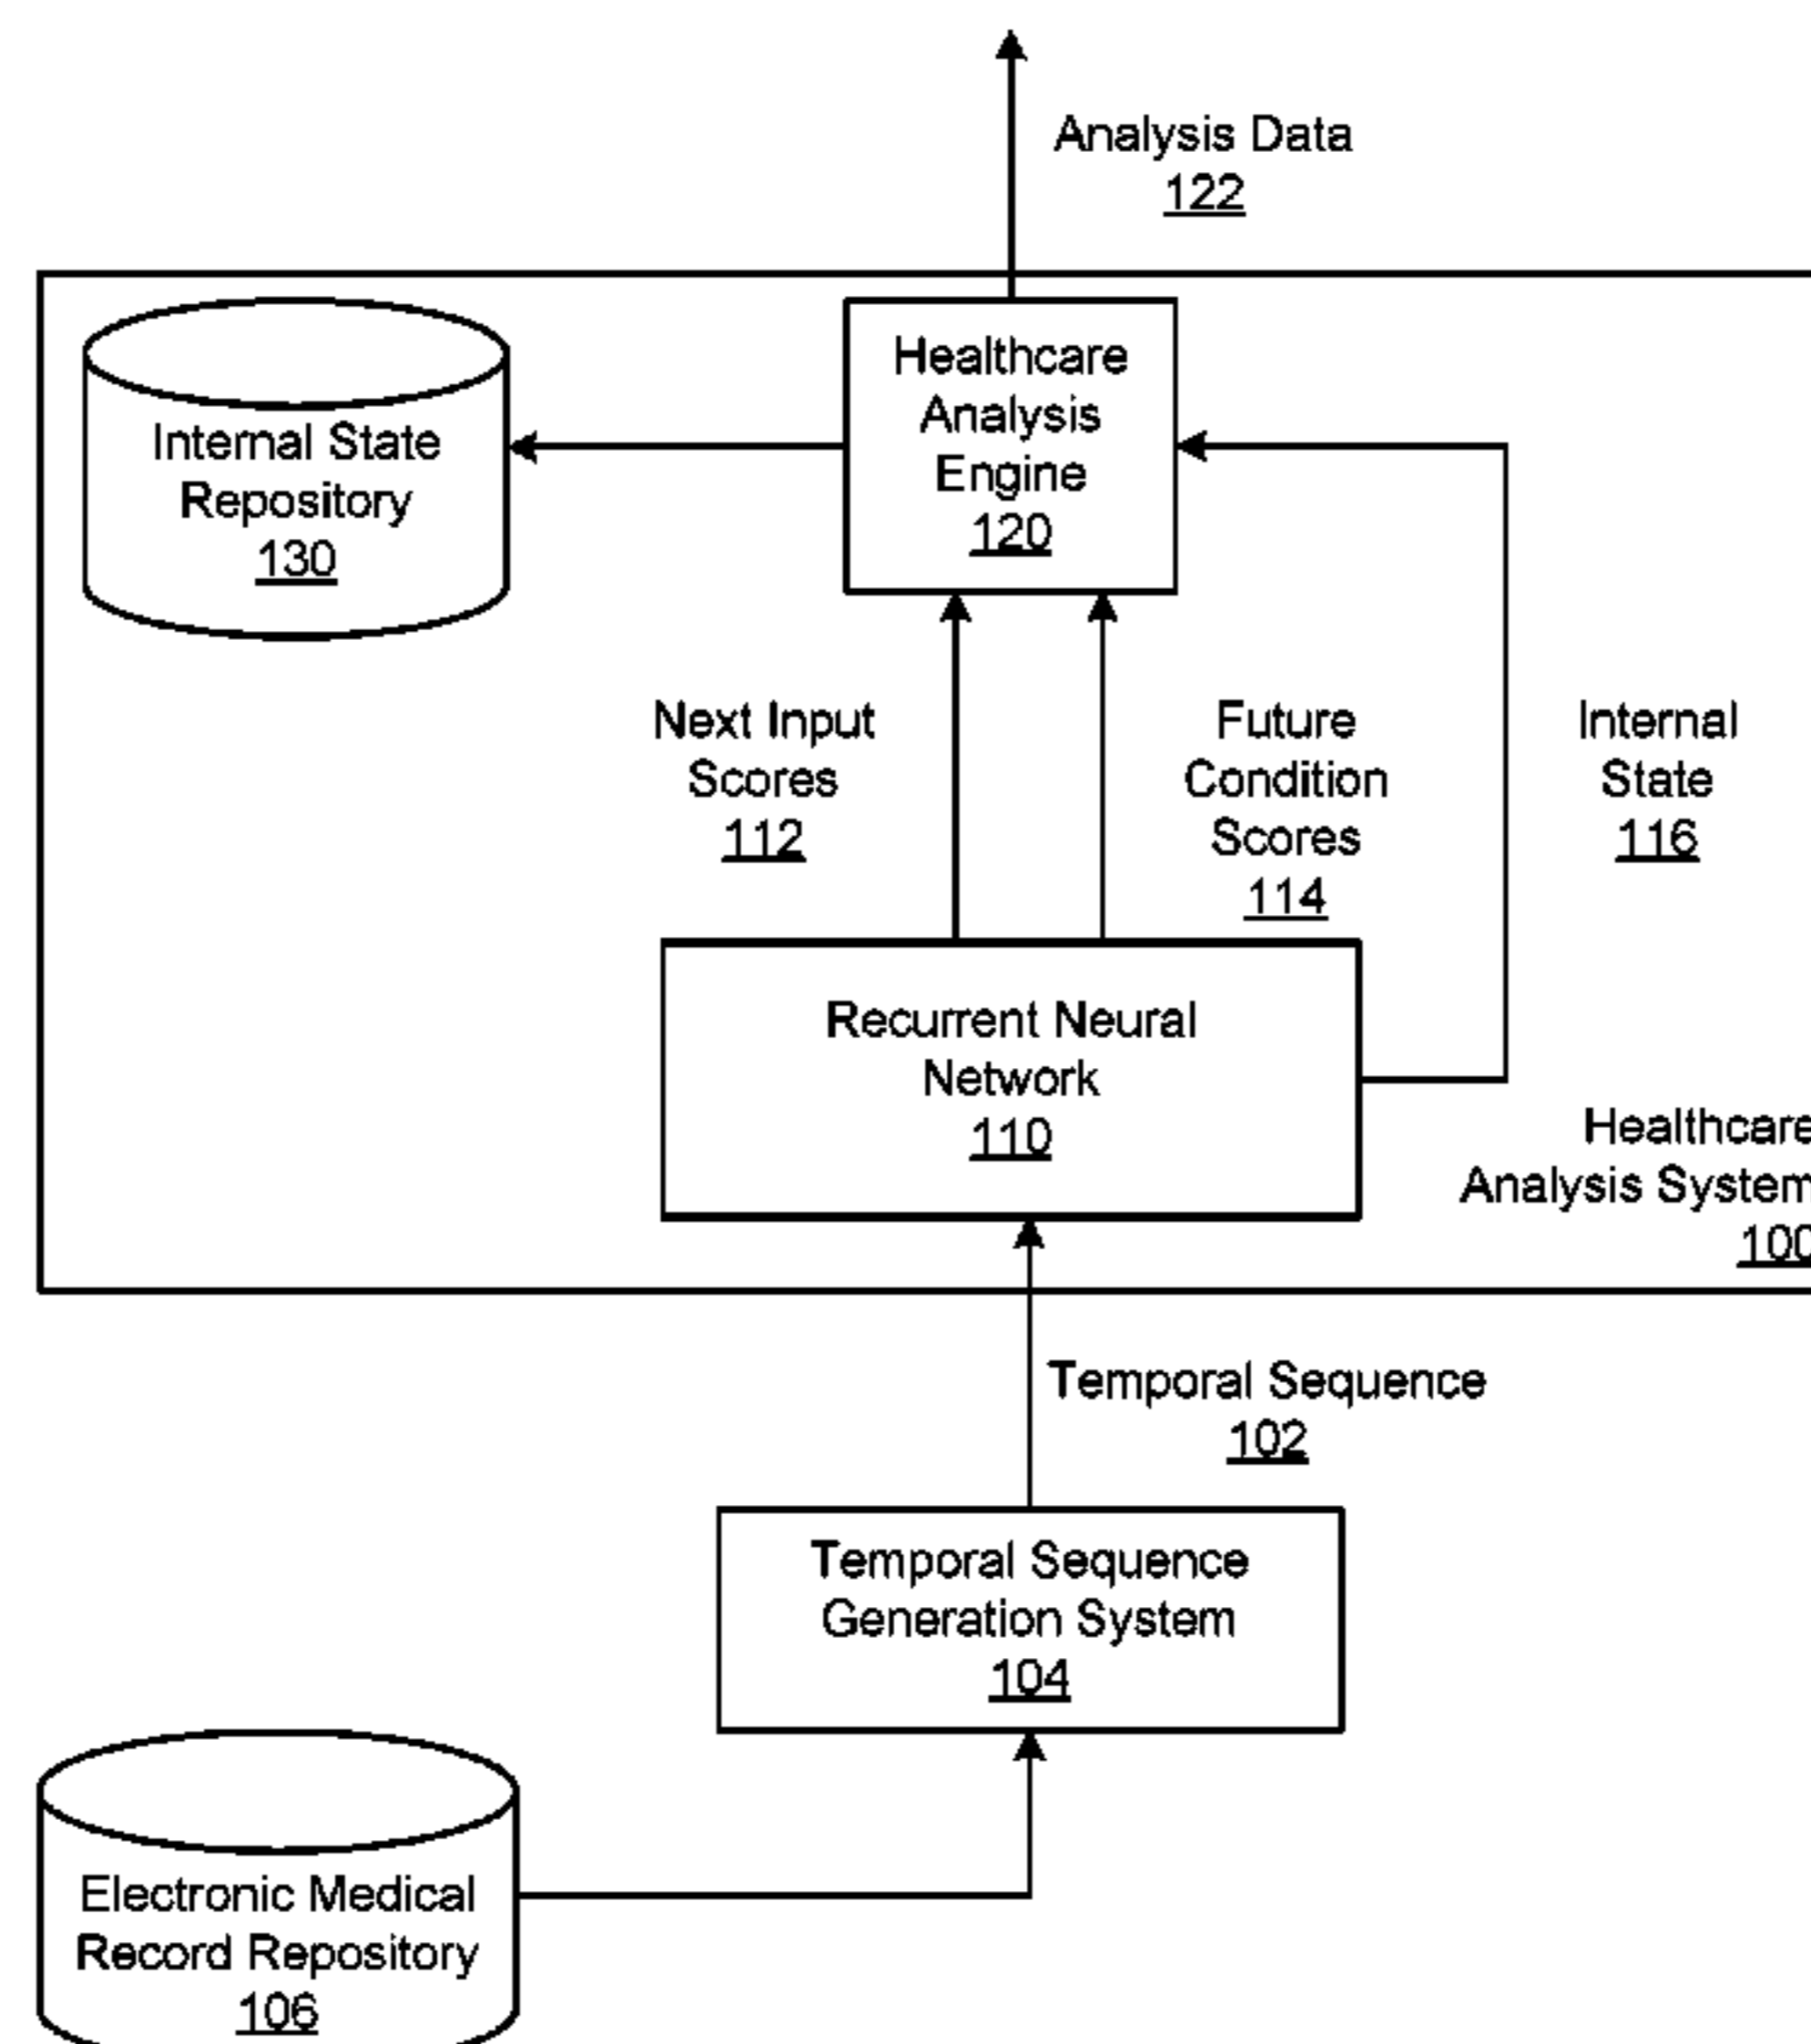 Analysis Data
122
Healthcare
Analysis
Engine
120
Internal State
Repository
130
Next Input
Scores
112
Future
Condition
Scores
114
Internal
State
116
Recurrent Neural
Network
110
Healthcare
Analysis System
100
Temporal Sequence
102
Temporal Sequence
Generation System
104
Electronic Medical
Record Repository
106